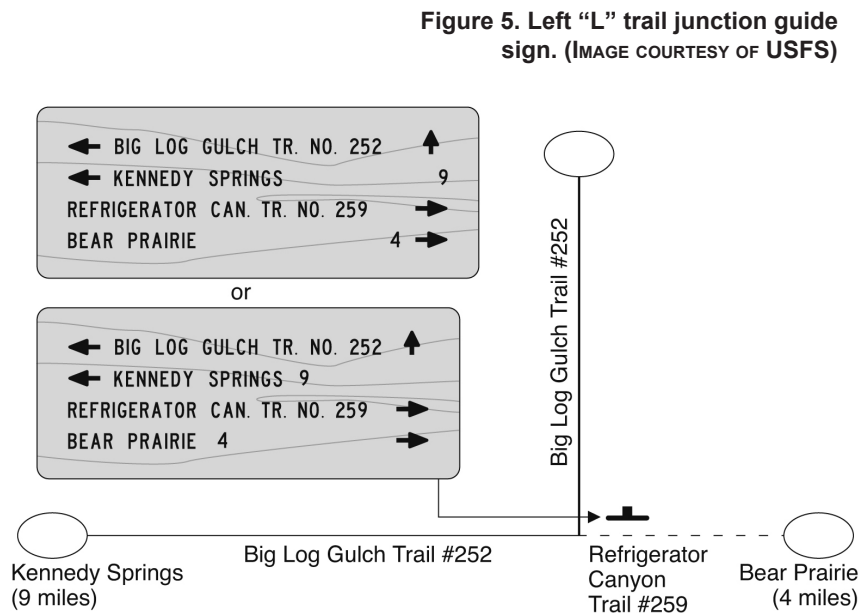 Figure 5. Left “L” trail junction guide
sign. (IMAGE COURTESY OF USFS)
BIG LOG GULCH TR. NO. 252
KENNEDY SPRINGS 9
REFRIGERATOR CAN. TR. NO. 259
BEAR PRAIRIE 4
or
BIG LOG GULCH TR. NO. 252
KENNEDY SPRINGS 9
REFRIGERATOR CAN. TR. NO. 259
BEAR PRAIRIE 4
Big Log Gulch Trail #252
Big Log Gulch Trail #252
Kennedy Springs
(9 miles)
Refrigerator
Canyon
Trail #259
Bear Prairie
(4 miles)